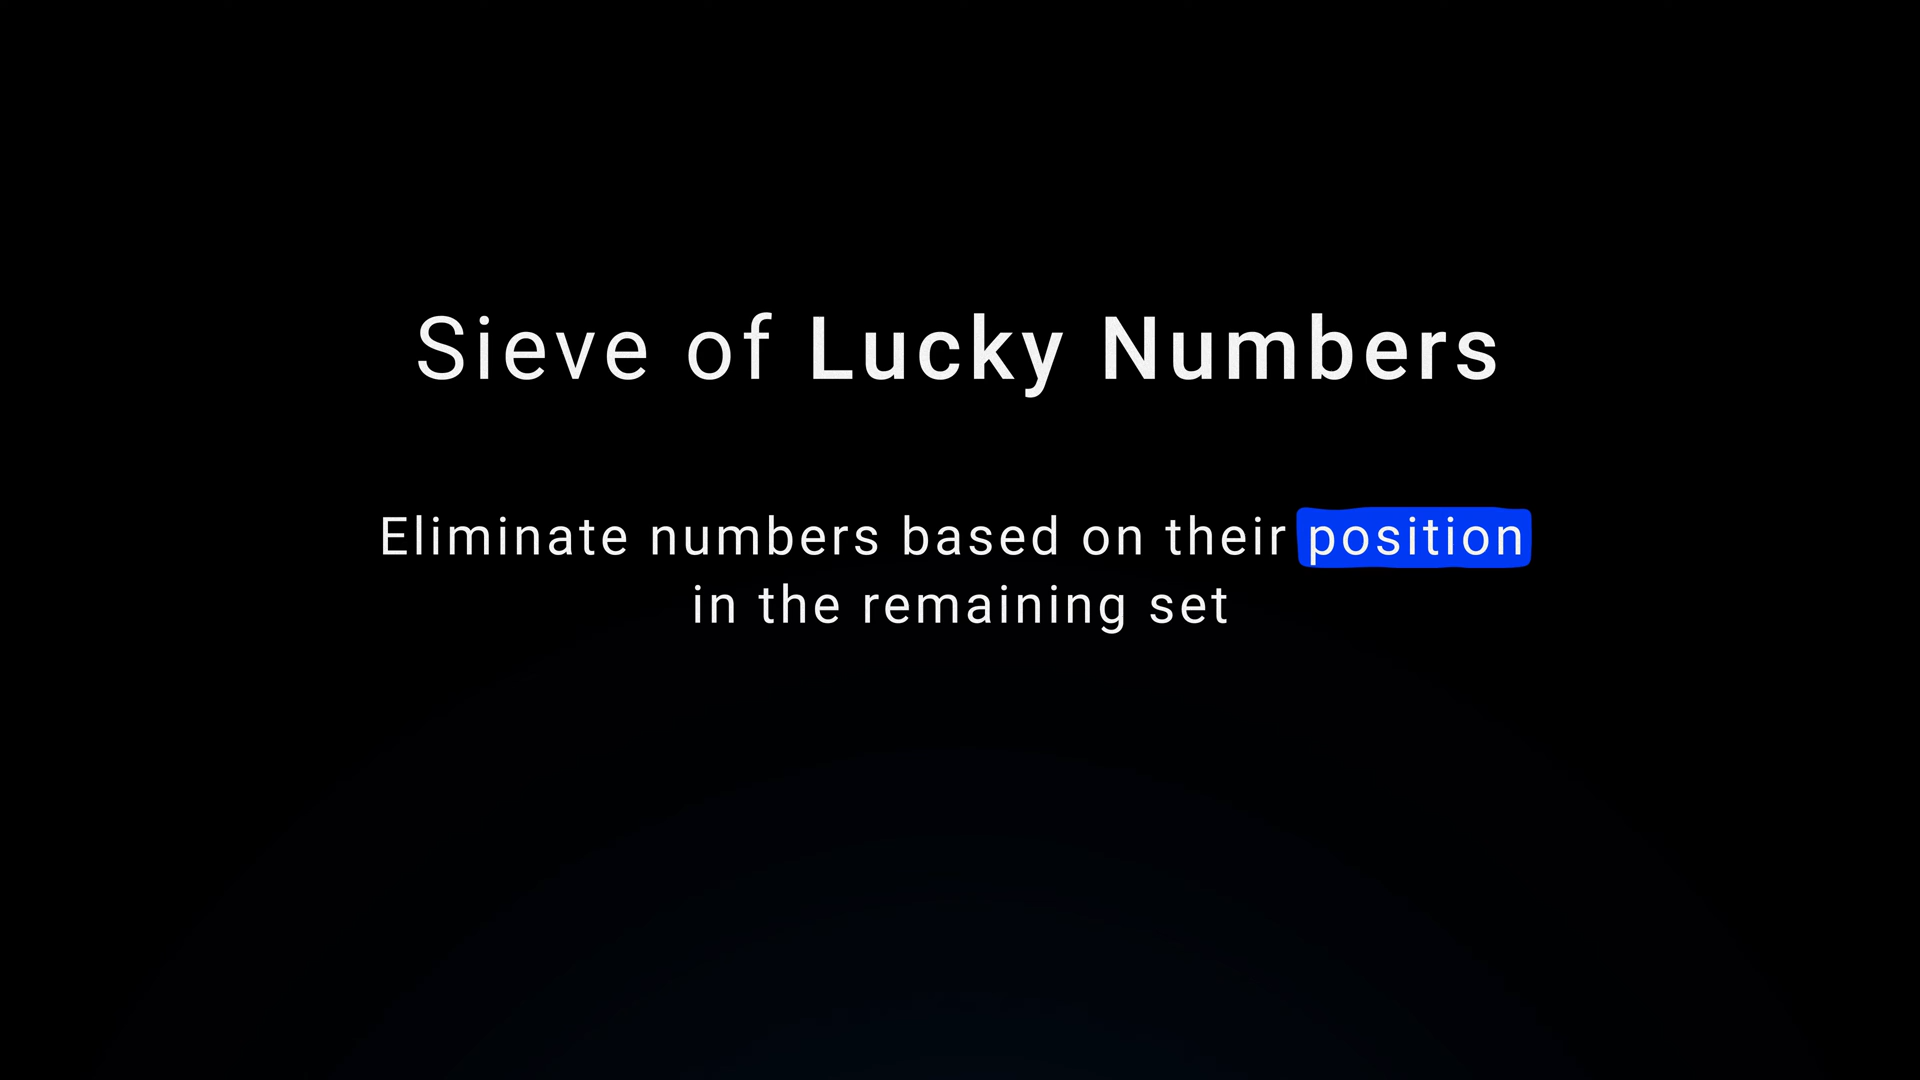 Sieve of Lucky Numbers
Eliminate numbers based on their position
in the remaining set